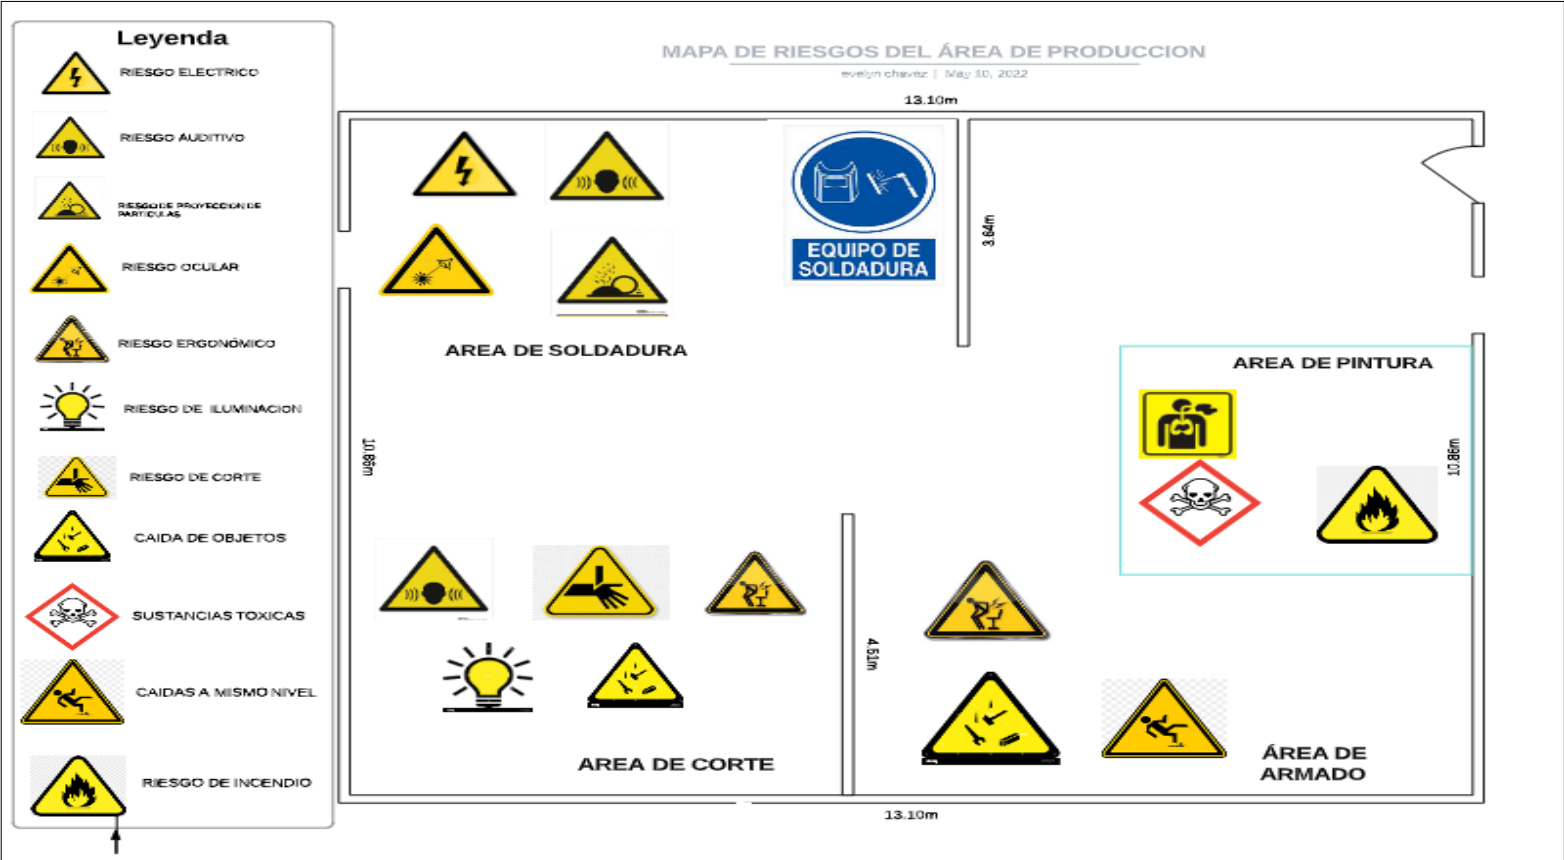 Leyenda
RIESGO ELECTRICO
RIESGO AUDITIVO
RIESGO DE PROYECCION DE
PARTICULAS
RIESGO OCULAR
RIESGO ERGONÓMICO
RIESGO DE ILUMINACION
RIESGO DE CORTE
CAIDA DE OBJETOS
SUSTANCIAS TOXICAS
CAIDAS A MISMO NIVEL
RIESGO DE INCENDIO
MAPA DE RIESGOS DEL ÁREA DE PRODUCCION
evelyn chavez | May 10, 2022
13.10m
EQUIPO DE
SOLDADURA
3.64m
AREA DE SOLDADURA
AREA DE PINTURA
10.86m
10.86m
4.51m
AREA DE CORTE
ÁREA DE
ARMADO
13.10m